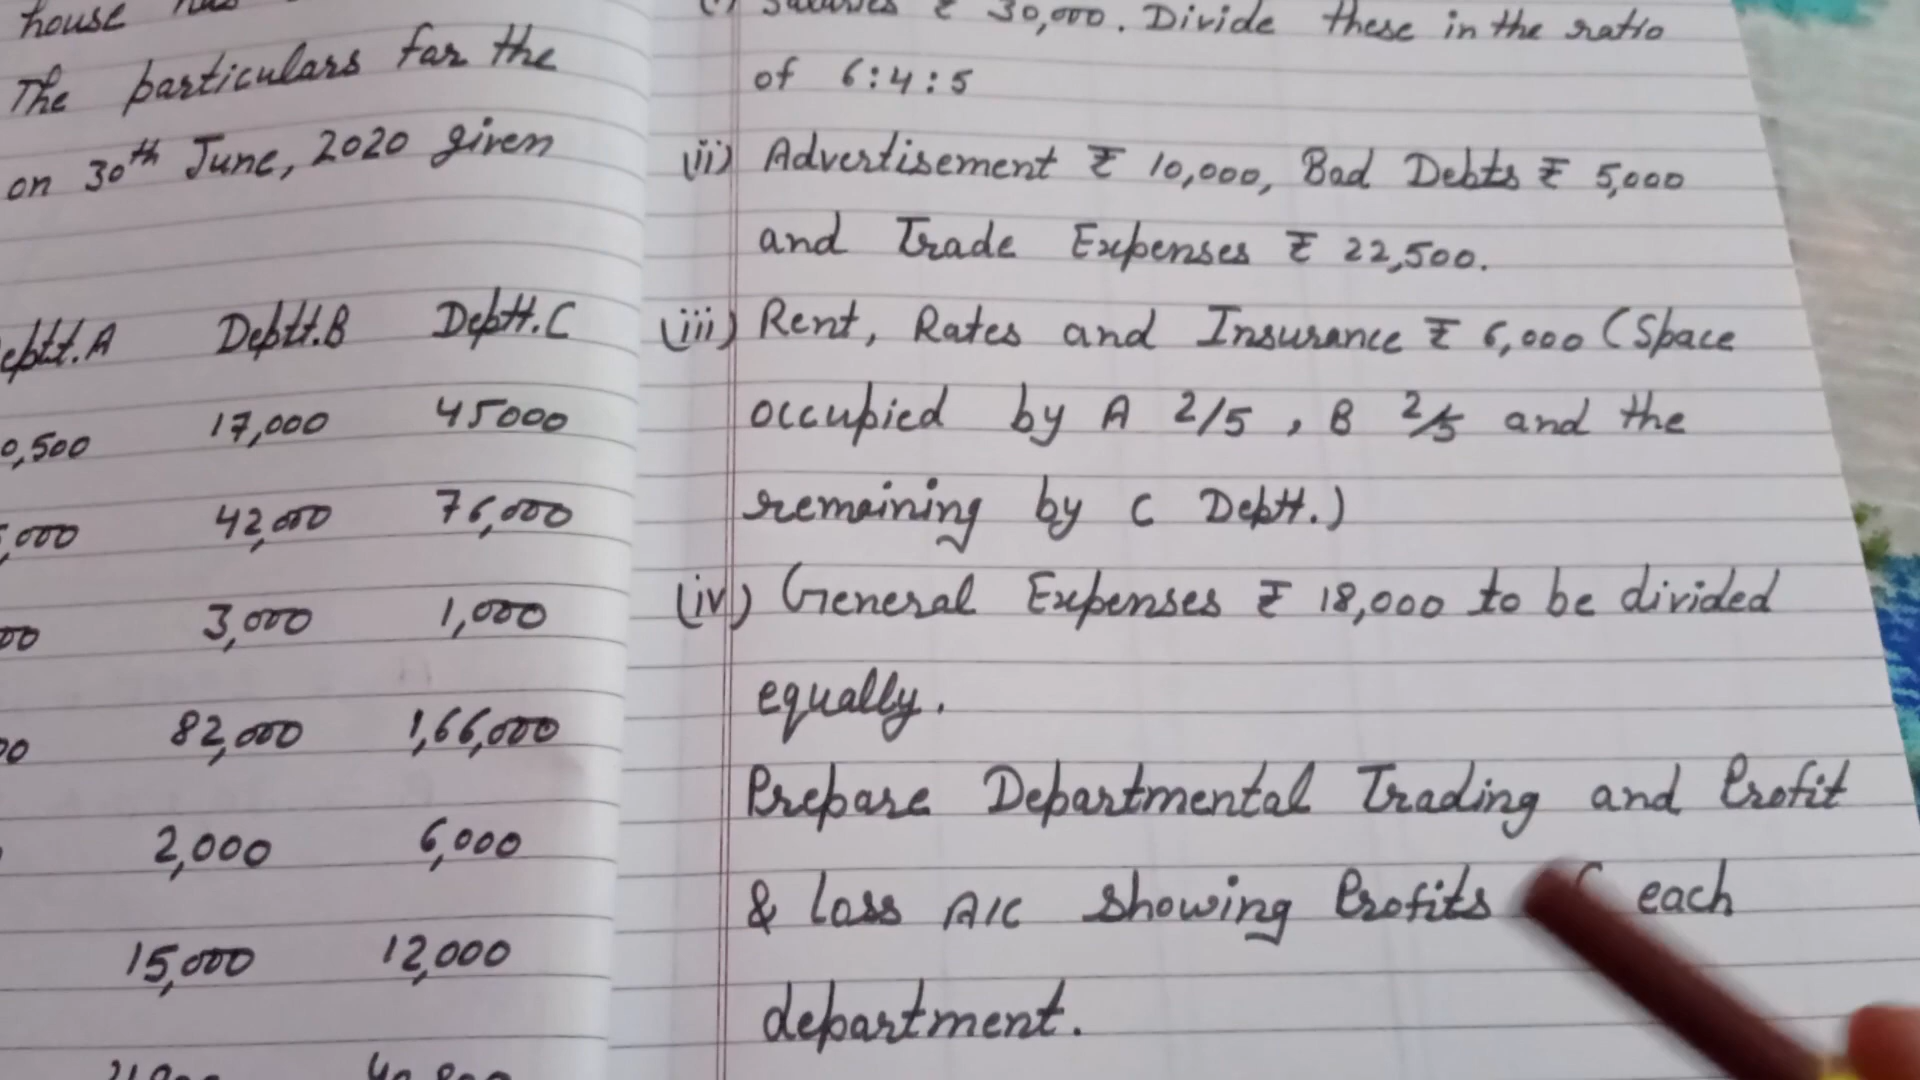 house
The particulars for the
on 30th June, 2020 given
Deptt.B Deptt.C
0,500 17,000 45000
,000 42,000 76,000
00 3,000 1,000
00 82,000 1,66,000
2,000 6,000
15,000 12,000
Salaries ₹ 30,000. Divide these in the ratio
of 6:4:5
(ii) Advertisement ₹ 10,000, Bad Debts ₹ 5,000
and Trade Expenses ₹ 22,500.
(iii) Rent, Rates and Insurance ₹ 6,000 (Space
occupied by A 2/5, B 2/5 and the
remaining by C Deptt.)
(iv) General Expenses ₹ 18,000 to be divided
equally.
Prepare Departmental Trading and Profit
& Loss A/C showing Profits each
department.